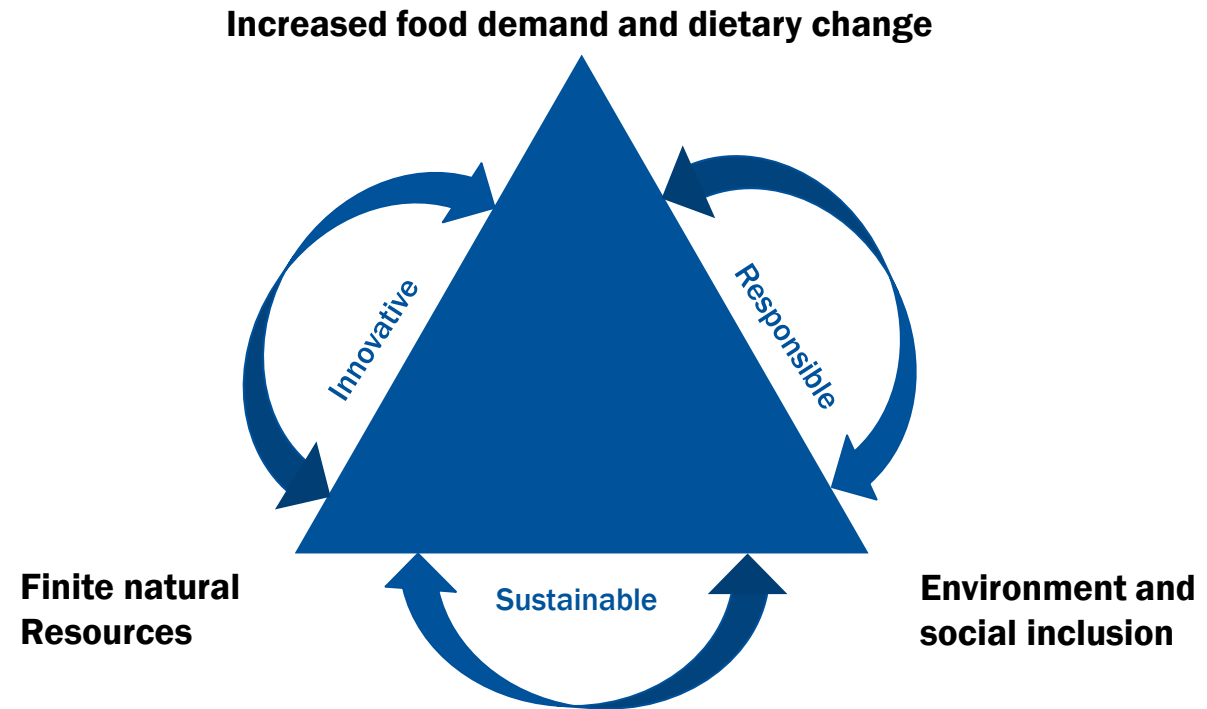 Increased food demand and dietary change
Innovative
Responsible
Sustainable
Finite natural
Resources
Environment and
social inclusion